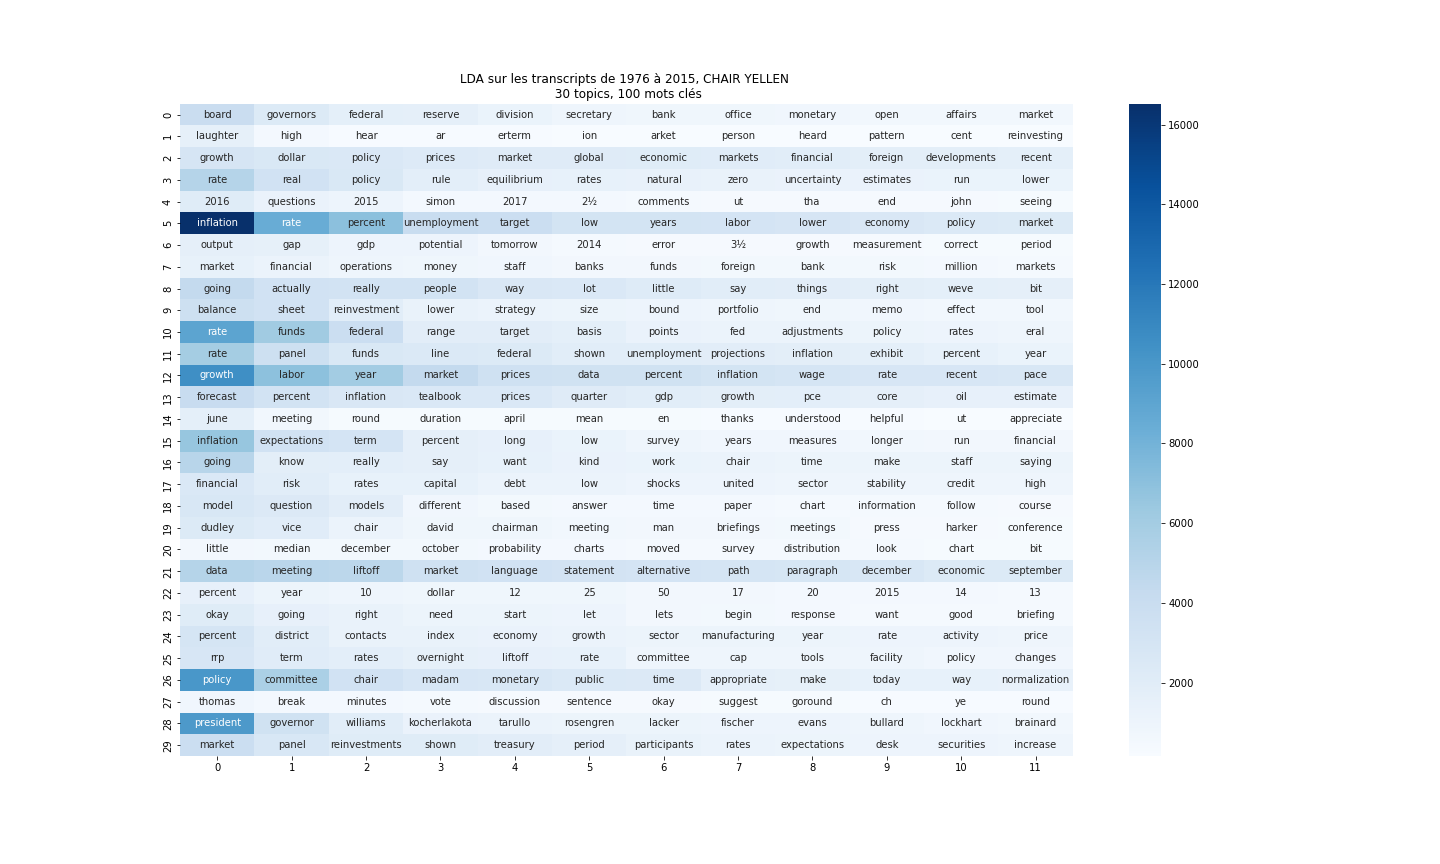 LDA sur les transcripts de 1976 à 2015, CHAIR YELLEN
30 topics, 100 mots clés
0 board governors federal reserve division secretary bank office monetary open affairs market
1 laughter high hear ar erterm ion arket person heard pattern cent reinvesting
2 growth dollar policy prices market global economic markets financial foreign developments recent
3 rate real policy rule equilibrium rates natural zero uncertainty estimates run lower
4 2016 questions 2015 simon 2017 2½ comments ut tha end john seeing
5 inflation rate percent unemployment target low years labor lower economy policy market
6 output gap gdp potential tomorrow 2014 error 3½ growth measurement correct period
7 market financial operations money staff banks funds foreign bank risk million markets
8 going actually really people way lot little say things right weve bit
9 balance sheet reinvestment lower strategy size bound portfolio end memo effect tool
10 rate funds federal range target basis points fed adjustments policy rates eral
11 rate panel funds line federal shown unemployment projections inflation exhibit percent year
12 growth labor year market prices data percent inflation wage rate recent pace
13 forecast percent inflation tealbook prices quarter gdp growth pce core oil estimate
14 june meeting round duration april mean en thanks understood helpful ut appreciate
15 inflation expectations term percent long low survey years measures longer run financial
16 going know really say want kind work chair time make staff saying
17 financial risk rates capital debt low shocks united sector stability credit high
18 model question models different based answer time paper chart information follow course
19 dudley vice chair david chairman meeting man briefings meetings press harker conference
20 little median december october probability charts moved survey distribution look chart bit
21 data meeting liftoff market language statement alternative path paragraph december economic september
22 percent year 10 dollar 12 25 50 17 20 2015 14 13
23 okay going right need start let lets begin response want good briefing
24 percent district contacts index economy growth sector manufacturing year rate activity price
25 rrp term rates overnight liftoff rate committee cap tools facility policy changes
26 policy committee chair madam monetary public time appropriate make today way normalization
27 thomas break minutes vote discussion sentence okay suggest goround ch ye round
28 president governor williams kocherlakota tarullo rosengren lacker fischer evans bullard lockhart brainard
29 market panel reinvestments shown treasury period participants rates expectations desk securities increase
0 1 2 3 4 5 6 7 8 9 10 11
16000
14000
12000
10000
8000
6000
4000
2000